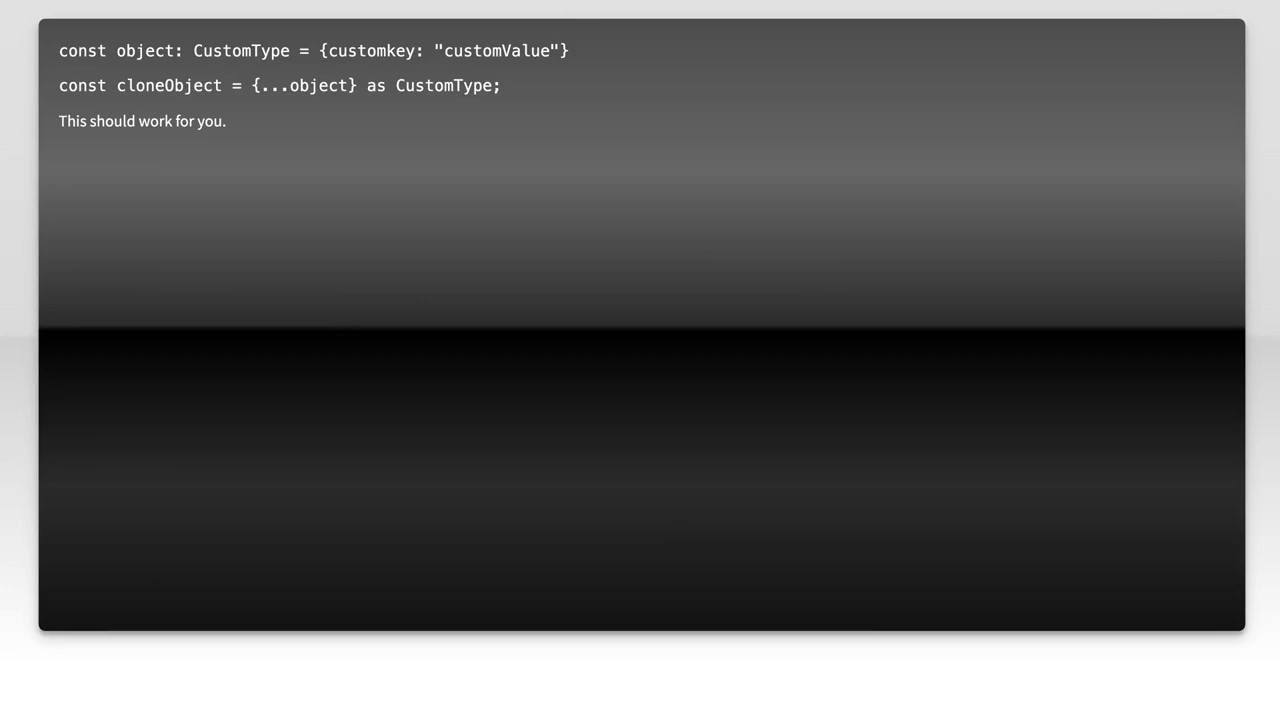 const object: CustomType = {customkey: "customValue"}
const cloneObject = {...object} as CustomType;
This should work for you.